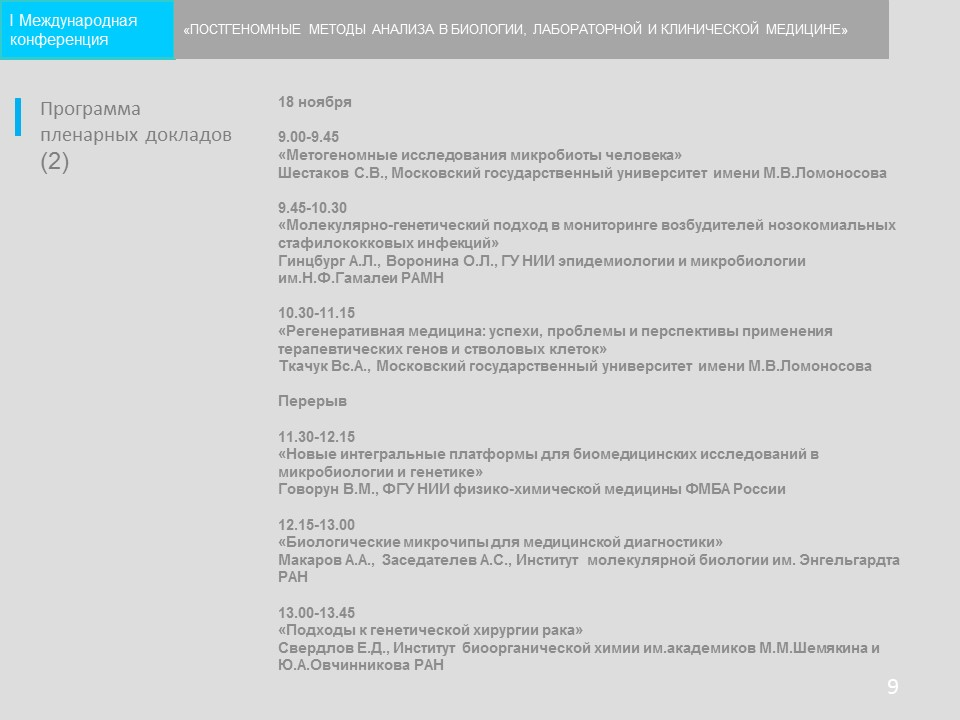 I Международная
конференция
«ПОСТГЕНОМНЫЕ МЕТОДЫ АНАЛИЗА В БИОЛОГИИ, ЛАБОРАТОРНОЙ И КЛИНИЧЕСКОЙ МЕДИЦИНЕ»
Программа
пленарных докладов
(2)
18 ноября
9.00-9.45
«Метогеномные исследования микробиоты человека»
Шестаков С.В., Московский государственный университет имени М.В.Ломоносова
9.45-10.30
«Молекулярно-генетический подход в мониторинге возбудителей нозокомиальных
стафилококковых инфекций»
Гинцбург А.Л., Воронина О.Л., ГУ НИИ эпидемиологии и микробиологии
им.Н.Ф.Гамалеи РАМН
10.30-11.15
«Регенеративная медицина: успехи, проблемы и перспективы применения
терапевтических генов и стволовых клеток»
Ткачук Вс.А., Московский государственный университет имени М.В.Ломоносова
Перерыв
11.30-12.15
«Новые интегральные платформы для биомедицинских исследований в
микробиологии и генетике»
Говорун В.М., ФГУ НИИ физико-химической медицины ФМБА России
12.15-13.00
«Биологические микрочипы для медицинской диагностики»
Макаров А.А., Заседателев А.С., Институт молекулярной биологии им. Энгельгардта
РАН
13.00-13.45
«Подходы к генетической хирургии рака»
Свердлов Е.Д., Институт биоорганической химии им.академиков М.М.Шемякина и
Ю.А.Овчинникова РАН
9